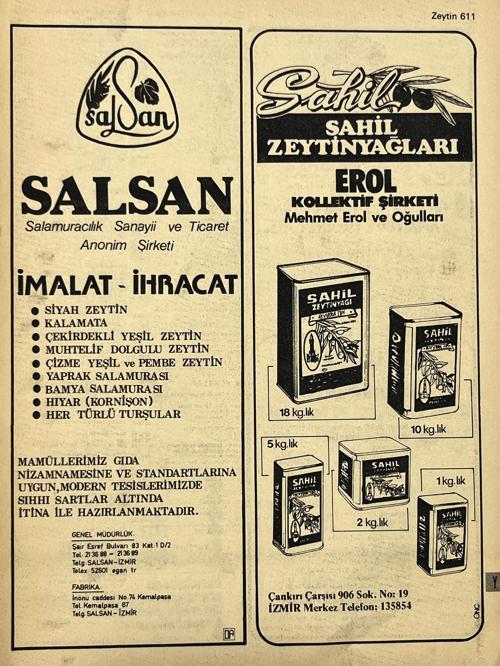 Zeytin 611
salSan
SALSAN
Salamuracılık Sanayii ve Ticaret
Anonim Şirketi
İMALAT - İHRACAT
● SİYAH ZEYTİN
● KALAMATA
● ÇEKİRDEKLİ YEŞİL ZEYTİN
● MUHTELİF DOLGULU ZEYTİN
● ÇİZME YEŞİL ve PEMBE ZEYTİN
● YAPRAK SALAMURASI
● BAMYA SALAMURASI
● HIYAR (KORNİŞON)
● HER TÜRLÜ TURŞULAR
MAMÜLLERİMİZ GIDA
NİZAMNAMESİNE VE STANDARTLARINA
UYGUN,MODERN TESİSLERİMİZDE
SIHHI SARTLAR ALTINDA
İTİNA İLE HAZIRLANMAKTADIR.
GENEL MÜDÜRLÜK.
Şair Esref Bulvarı 83 Kat:1 D/2
Tel. 21 36 88 - 21 36 89
Telg SALSAN-İZMİR
Telex 52601 egan tr
FABRİKA.
İnönü caddesi No.74 Kemalpaşa
Tel. Kemalpaşa 67
Telg SALSAN - İZMİR
Sahil
SAHİL
ZEYTİNYAĞLARI
EROL
KOLLEKTİF ŞİRKETİ
Mehmet Erol ve Oğulları
SAHİL
ZEYTİNYAGI
18 kg.lık
SAHİL
10 kg.lık
5 kg.lık
SAHİL
SAHİL
2 kg.lık
1 kg.lık
SAHİL
Çankırı Çarşısı 906 Sok. No: 19
İZMİR Merkez Telefon: 135854
Y